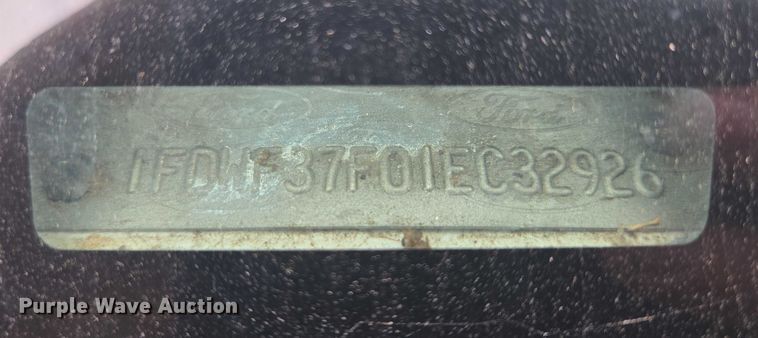 Ford Ford
1FDWF37F01EC32926
Purple Wave Auction